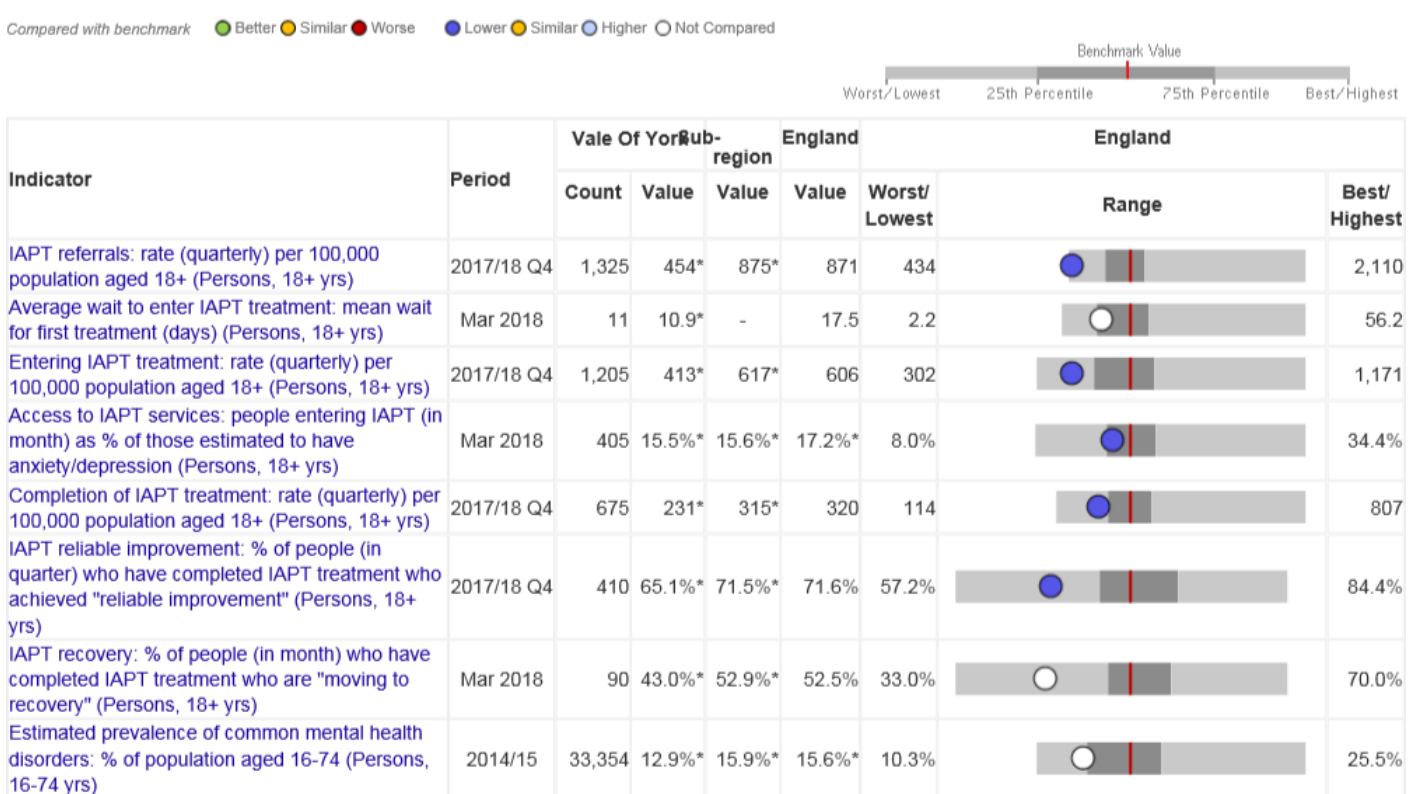 Compared with benchmark Better Similar Worse Lower Similar Higher Not Compared
Benchmark Value
Worst/Lowest 25th Percentile 75th Percentile Best/Highest
Indicator Period Vale Of York Sub-region England England
Count Value Value Value Worst/Lowest Range Best/Highest
IAPT referrals: rate (quarterly) per 100,000
population aged 18+ (Persons, 18+ yrs)
2017/18 Q4 1,325 454* 875* 871 434 2,110
Average wait to enter IAPT treatment: mean wait
for first treatment (days) (Persons, 18+ yrs)
Mar 2018 11 10.9* - 17.5 2.2 56.2
Entering IAPT treatment: rate (quarterly) per
100,000 population aged 18+ (Persons, 18+ yrs)
2017/18 Q4 1,205 413* 617* 606 302 1,171
Access to IAPT services: people entering IAPT (in
month) as % of those estimated to have
anxiety/depression (Persons, 18+ yrs)
Mar 2018 405 15.5%* 15.6%* 17.2%* 8.0% 34.4%
Completion of IAPT treatment: rate (quarterly) per
100,000 population aged 18+ (Persons, 18+ yrs)
2017/18 Q4 675 231* 315* 320 114 807
IAPT reliable improvement: % of people (in
quarter) who have completed IAPT treatment who
achieved "reliable improvement" (Persons, 18+
yrs)
2017/18 Q4 410 65.1%* 71.5%* 71.6% 57.2% 84.4%
IAPT recovery: % of people (in month) who have
completed IAPT treatment who are "moving to
recovery" (Persons, 18+ yrs)
Mar 2018 90 43.0%* 52.9%* 52.5% 33.0% 70.0%
Estimated prevalence of common mental health
disorders: % of population aged 16-74 (Persons,
16-74 yrs)
2014/15 33,354 12.9%* 15.9%* 15.6%* 10.3% 25.5%